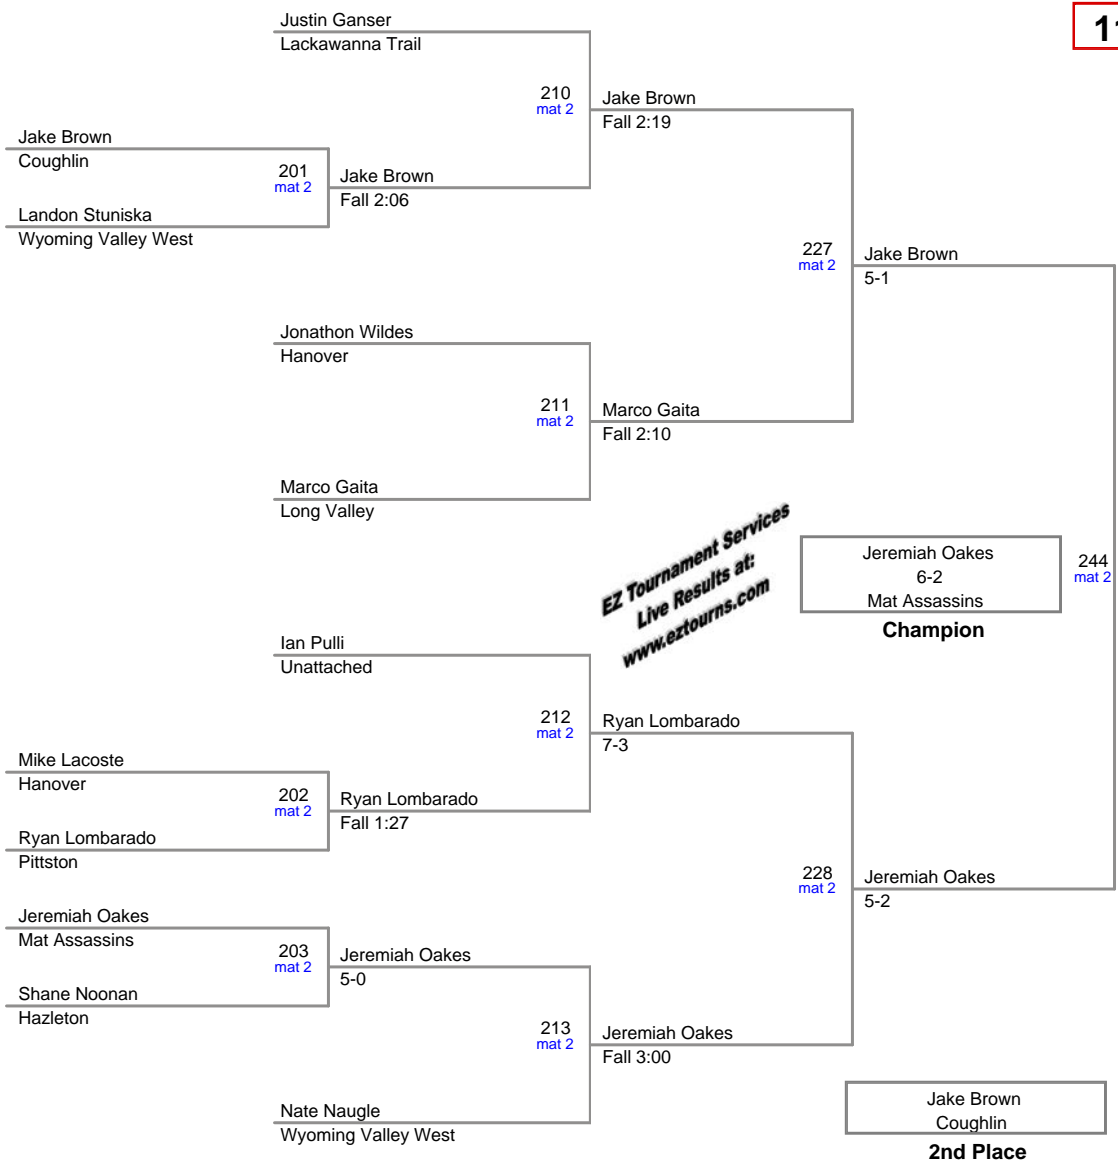 Justin Ganser
Lackawanna Trail
210
mat 2
Jake Brown
Fall 2:19
Jake Brown
Coughlin
201
mat 2
Jake Brown
Fall 2:06
Landon Stuniska
Wyoming Valley West
227
mat 2
Jake Brown
5-1
Jonathon Wildes
Hanover
211
mat 2
Marco Gaita
Fall 2:10
Marco Gaita
Long Valley
EZ Tournament Services
Live Results at:
www.eztourns.com
Jeremiah Oakes
6-2
Mat Assassins
Champion
244
mat 2
Ian Pulli
Unattached
212
mat 2
Ryan Lombarado
7-3
Mike Lacoste
Hanover
202
mat 2
Ryan Lombarado
Fall 1:27
Ryan Lombarado
Pittston
228
mat 2
Jeremiah Oakes
5-2
Jeremiah Oakes
Mat Assassins
203
mat 2
Jeremiah Oakes
5-0
Shane Noonan
Hazleton
213
mat 2
Jeremiah Oakes
Fall 3:00
Nate Naugle
Wyoming Valley West
Jake Brown
Coughlin
2nd Place